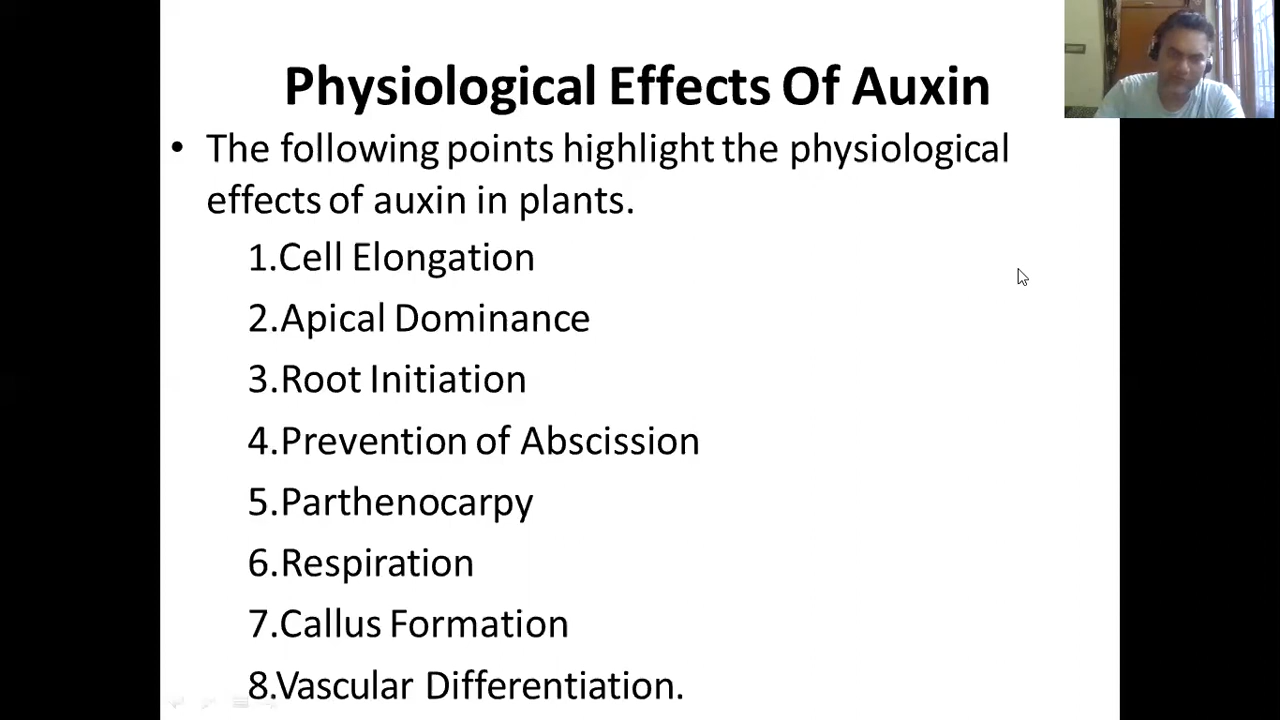 Physiological Effects Of Auxin
• The following points highlight the physiological
effects of auxin in plants.
1.Cell Elongation
2.Apical Dominance
3.Root Initiation
4.Prevention of Abscission
5.Parthenocarpy
6.Respiration
7.Callus Formation
8.Vascular Differentiation.